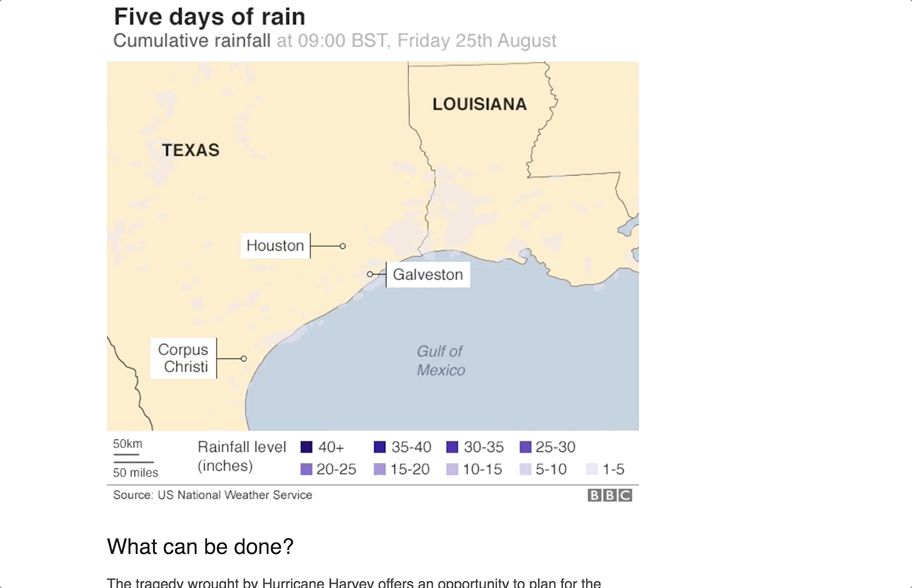 Five days of rain
Cumulative rainfall at 09:00 BST, Friday 25th August
LOUISIANA
TEXAS
Houston
Galveston
Corpus
Christi
Gulf of
Mexico
50km
50 miles
Rainfall level
(inches)
40+ 35-40 30-35 25-30
20-25 15-20 10-15 5-10 1-5
Source: US National Weather Service
BBC
What can be done?
The tragedy wrought by Hurricane Harvey offers an opportunity to plan for the